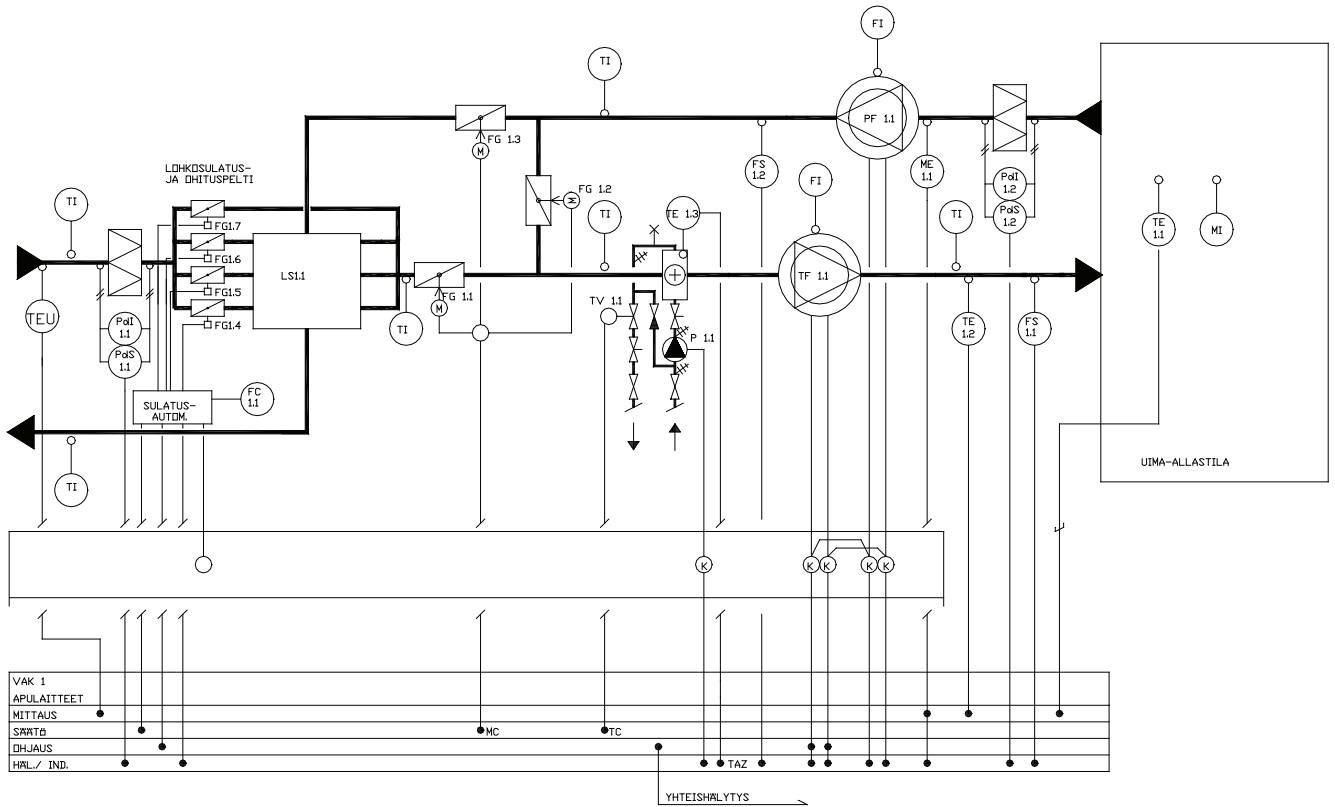 FI
TI
PF 1.1
FG 1.3
M
LOHKOSULATUS-
JA OHITUSPELTI
FS
1.2
FI
ME
1.1
PdI
1.2
PdS
1.2
TI
FG 1.2
M
TI
TE 1.3
TI
TE
1.1
MI
FG1.7
FG1.6
FG1.5
FG1.4
LS1.1
TF 1.1
FG 1.1
M
TV 1.1
TEU
PdI
1.1
PdS
1.1
TI
P 1.1
TE
1.2
FS
1.1
SULATUS-
AUTOM.
FC
1.1
TI
UIMA-ALLASTILA
K
K
K
K
K
VAK 1
APULAITTEET
MITTAUS
SÄÄTÖ
MC
TC
OHJAUS
HÄL./ IND.
TAZ
YHTEISHÄLYTYS